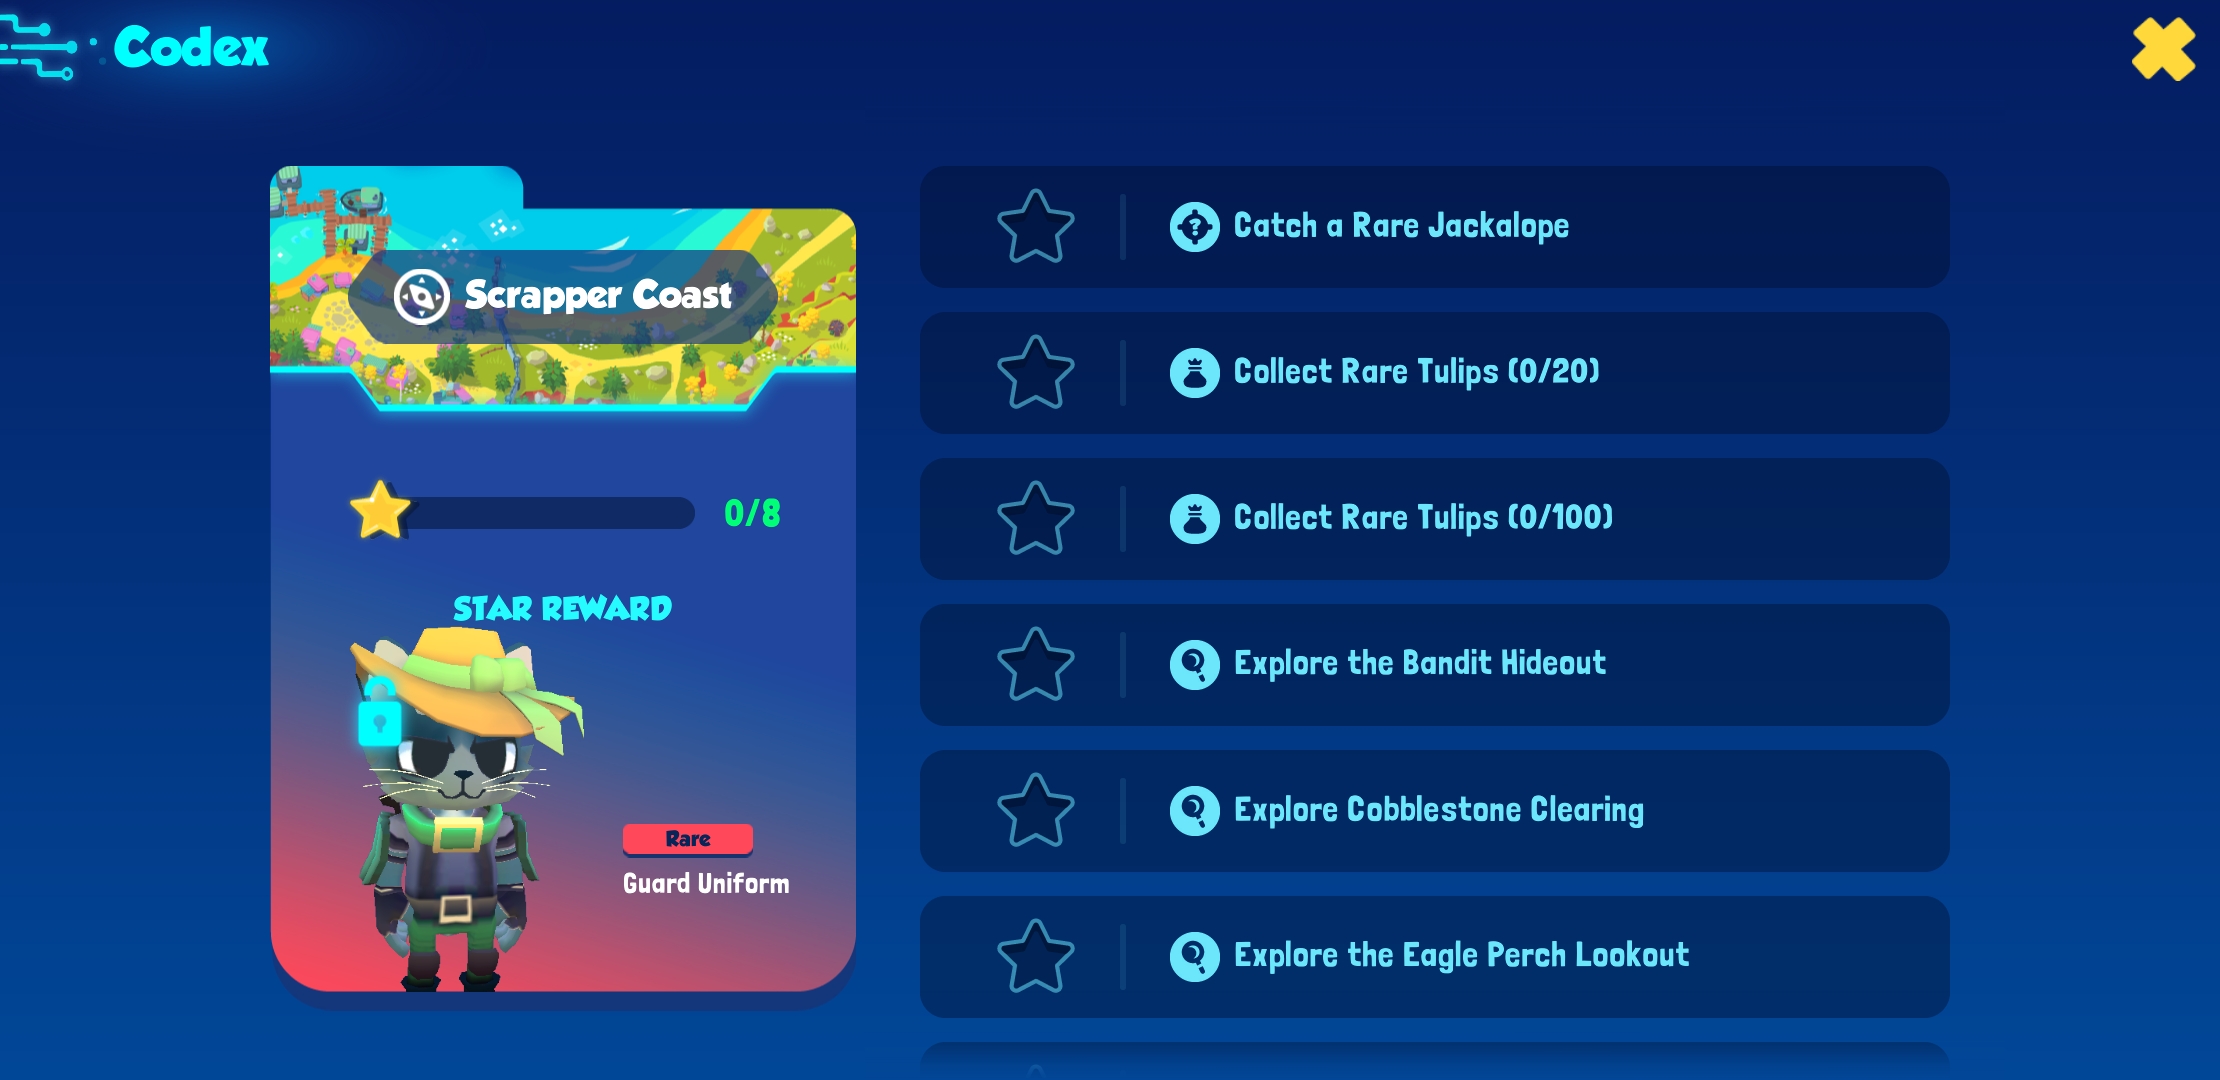 Codex
Scrapper Coast
0/8
STAR REWARD
Rare
Guard Uniform
Catch a Rare Jackalope
Collect Rare Tulips (0/20)
Collect Rare Tulips (0/100)
Explore the Bandit Hideout
Explore Cobblestone Clearing
Explore the Eagle Perch Lookout